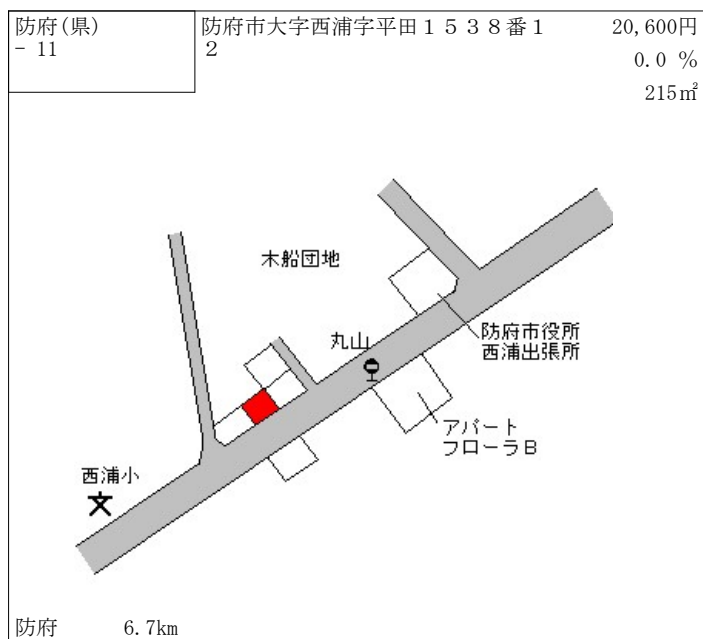 防府(県)
- 11
防府市大字西浦字平田１５３８番１
２
20,600円
0.0 %
215㎡
木船団地
丸山
防府市役所
西浦出張所
アパート
フローラＢ
西浦小
文
防府 6.7km